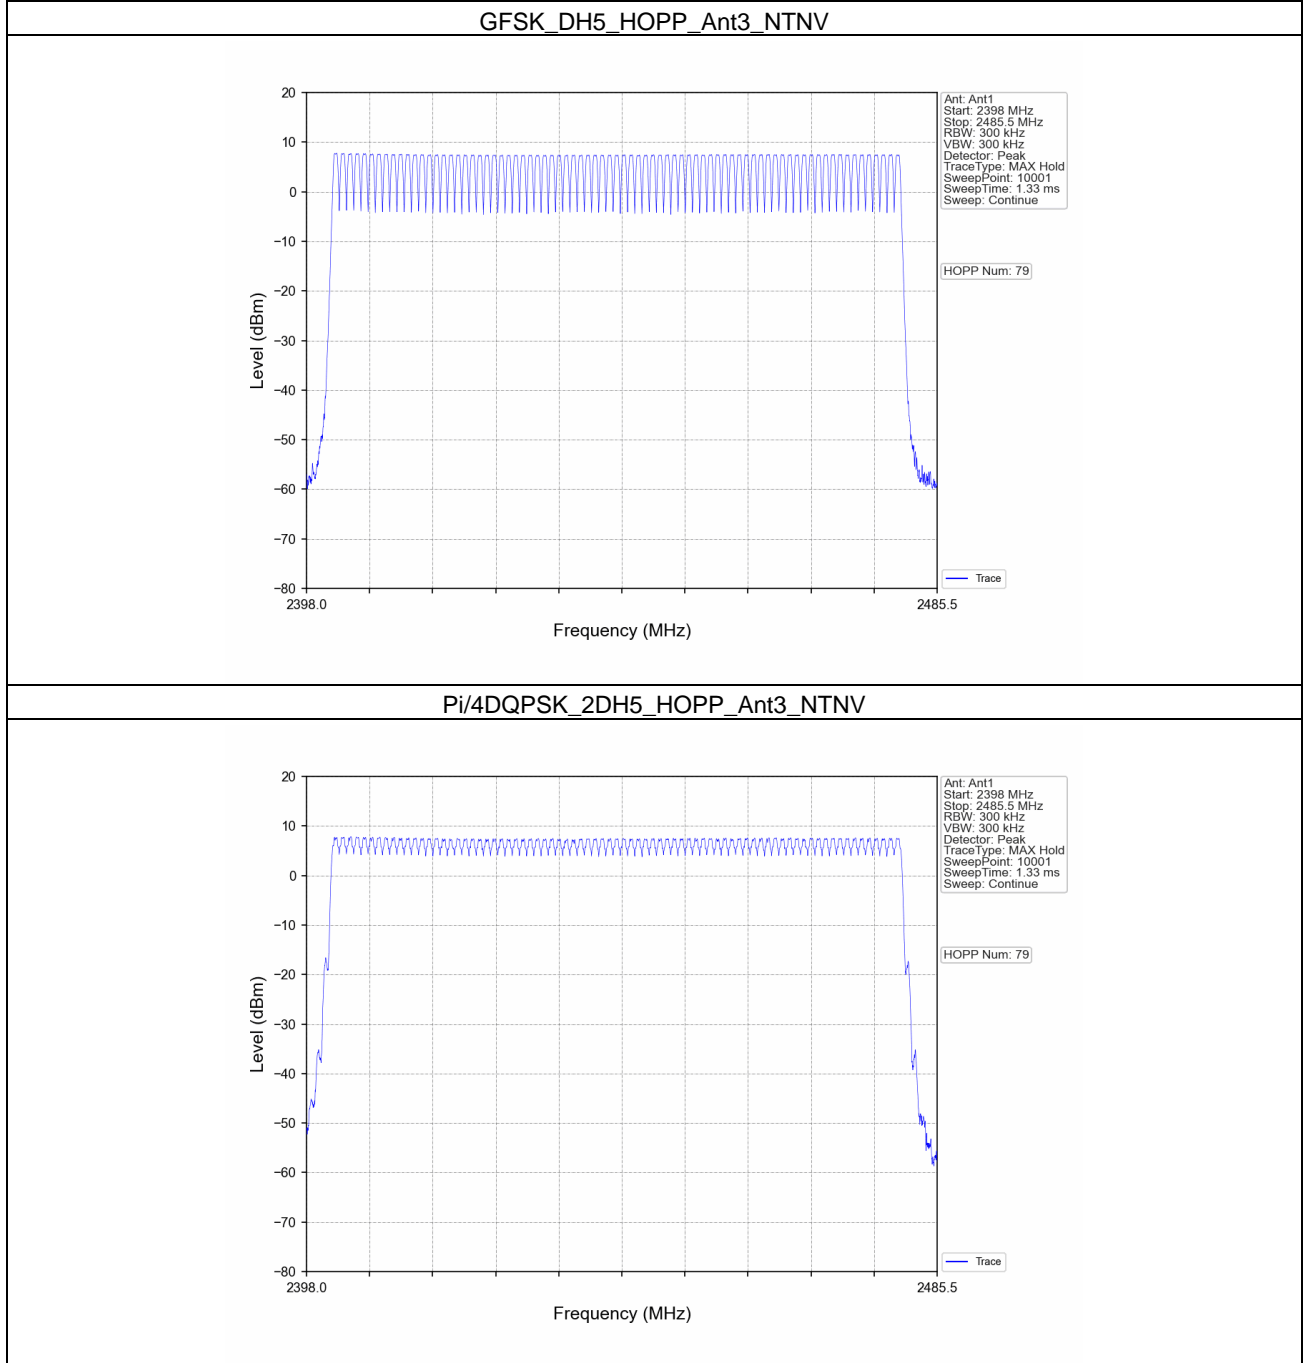 GFSK_DH5_HOPP_Ant3_NTNV
20
10
0
−10
−20
−30
−40
−50
−60
−70
−80
Level (dBm)
2398.0
2485.5
Frequency (MHz)
Ant: Ant1
Start: 2398 MHz
Stop: 2485.5 MHz
RBW: 300 kHz
VBW: 300 kHz
Detector: Peak
TraceType: MAX Hold
SweepPoint: 10001
SweepTime: 1.33 ms
Sweep: Continue
HOPP Num: 79
Trace
Pi/4DQPSK_2DH5_HOPP_Ant3_NTNV
20
10
0
−10
−20
−30
−40
−50
−60
−70
−80
Level (dBm)
2398.0
2485.5
Frequency (MHz)
Ant: Ant1
Start: 2398 MHz
Stop: 2485.5 MHz
RBW: 300 kHz
VBW: 300 kHz
Detector: Peak
TraceType: MAX Hold
SweepPoint: 10001
SweepTime: 1.33 ms
Sweep: Continue
HOPP Num: 79
Trace